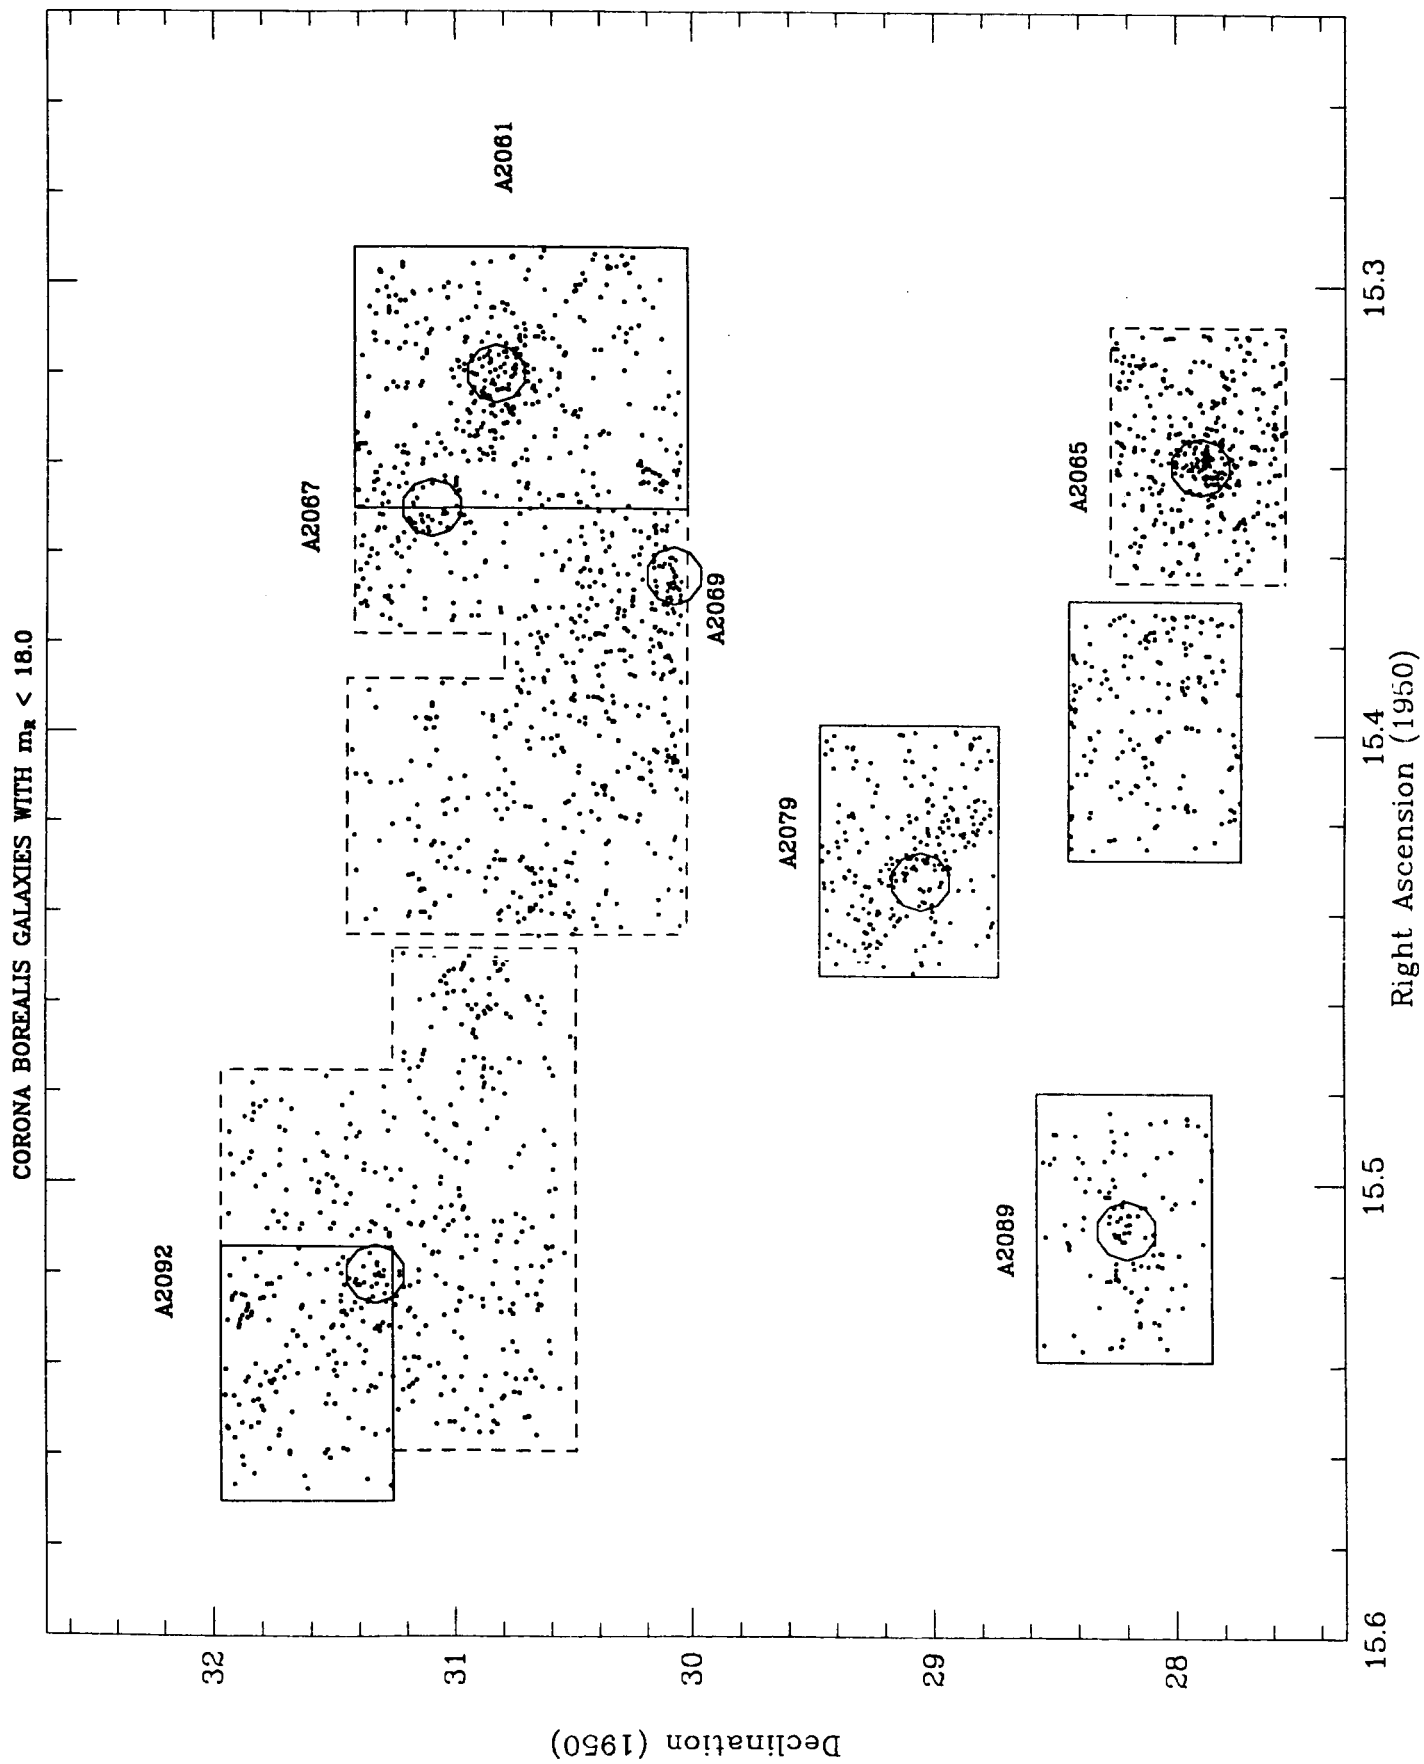 CORONA BOREALIS GALAXIES WITH mR < 18.0
A2092
A2067
A2061
A2069
A2079
A2065
A2089
32
31
30
29
28
Declination (1950)
15.6
15.5
15.4
15.3
Right Ascension (1950)